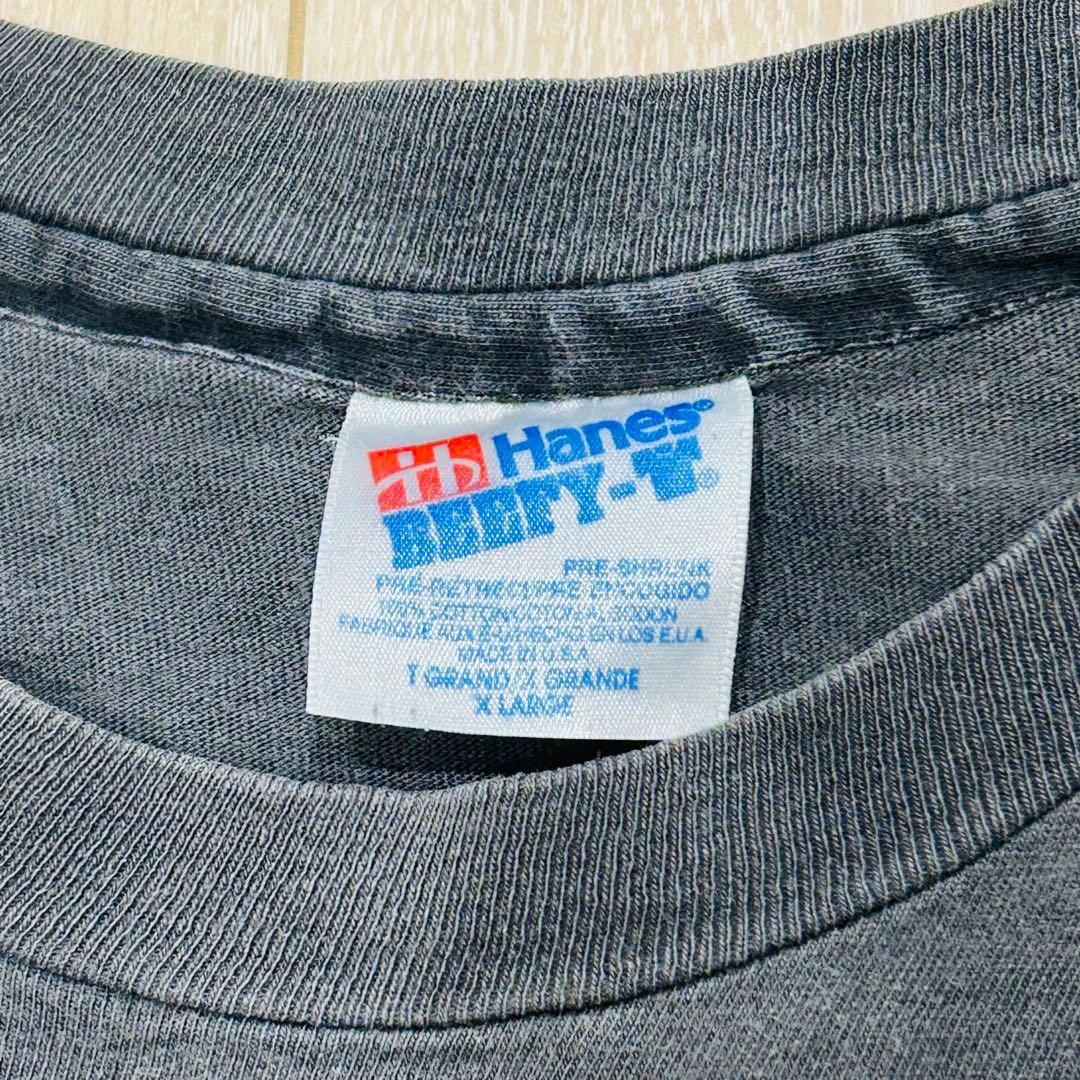 Hanes®
BEEFY-T®
PRE-SHRUNK
PRE-RETRECI/PRE ENCOGIDO
100% COTTON/COTON/ALGODON
FABRIQUE AUX E-U/HECHO EN LOS E.U.A.
MADE IN U.S.A.
T GRAND/X GRANDE
X LARGE